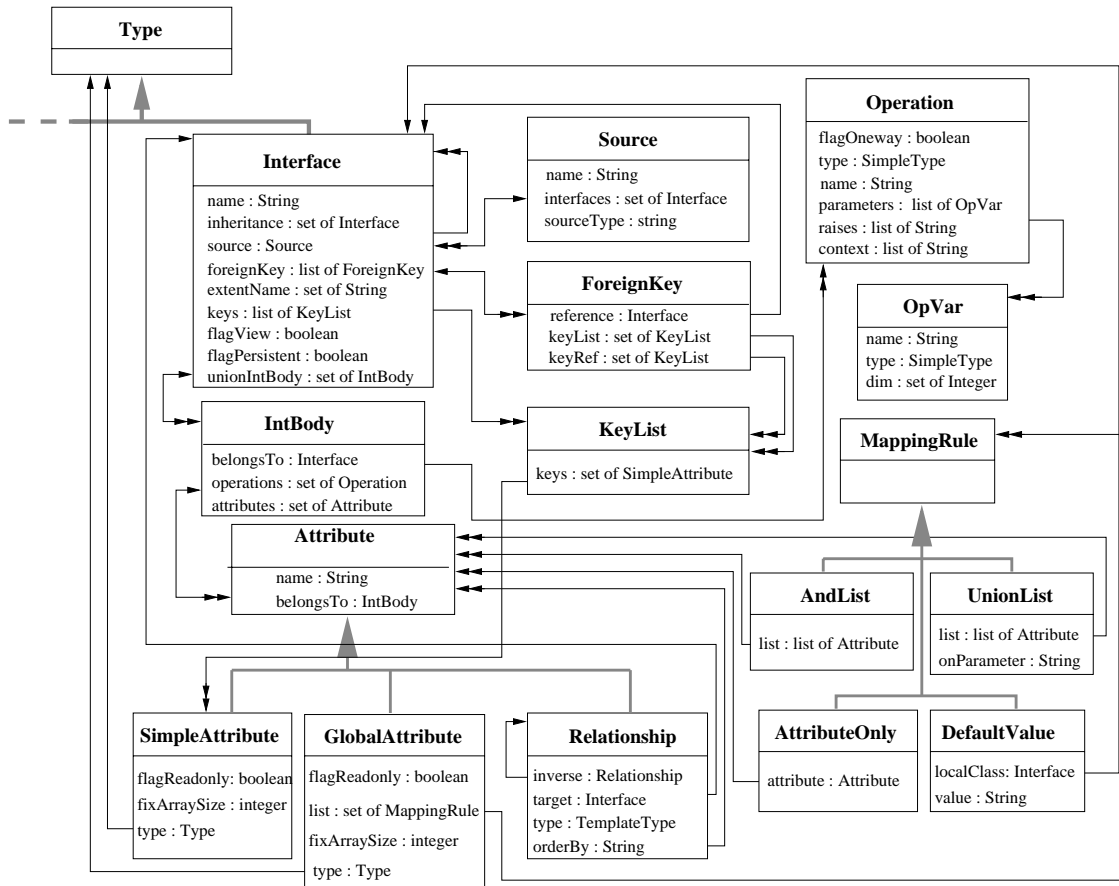 Type
Interface
name : String
inheritance : set of Interface
source : Source
foreignKey : list of ForeignKey
extentName : set of String
keys : list of KeyList
flagView : boolean
flagPersistent : boolean
unionIntBody : set of IntBody
Source
name : String
interfaces : set of Interface
sourceType : string
Operation
flagOneway : boolean
type : SimpleType
name : String
parameters : list of OpVar
raises : list of String
context : list of String
ForeignKey
reference : Interface
keyList : set of KeyList
keyRef : set of KeyList
OpVar
name : String
type : SimpleType
dim : set of Integer
IntBody
belongsTo : Interface
operations : set of Operation
attributes : set of Attribute
KeyList
keys : set of SimpleAttribute
MappingRule
Attribute
name : String
belongsTo : IntBody
AndList
list : list of Attribute
UnionList
list : list of Attribute
onParameter : String
SimpleAttribute
flagReadonly: boolean
fixArraySize : integer
type : Type
GlobalAttribute
flagReadonly : boolean
list : set of MappingRule
fixArraySize : integer
type : Type
Relationship
inverse : Relationship
target : Interface
type : TemplateType
orderBy : String
AttributeOnly
attribute : Attribute
DefaultValue
localClass: Interface
value : String